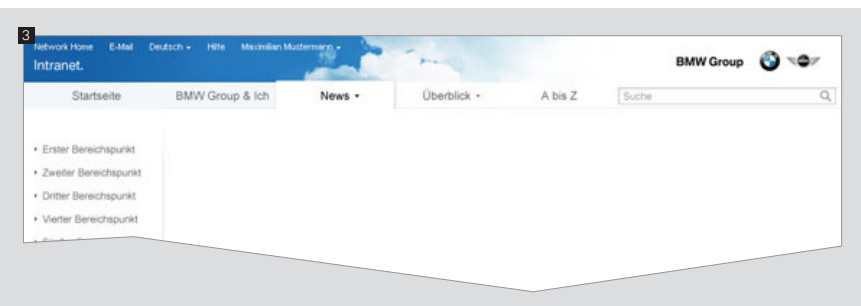 3
Network Home E-Mail Deutsch Hilfe Maximilian Mustermann
Intranet.
BMW Group
Startseite BMW Group & Ich News Überblick A bis Z Suche
Erster Bereichspunkt
Zweiter Bereichspunkt
Dritter Bereichspunkt
Vierter Bereichspunkt